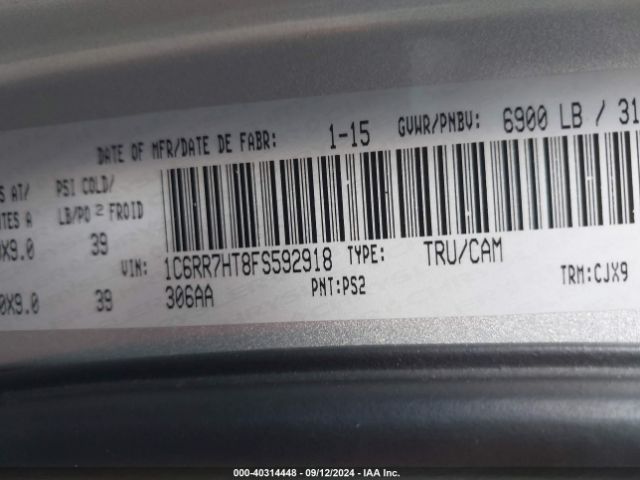 DATE OF MFR/DATE DE FABR: 1-15 GVWR/PNBV: 6900 LB / 31
S AT/ PSI COLD/
TES A LB/PO 2 FROID
0X9.0 39
VIN: 1C6RR7HT8FS592918 TYPE: TRU/CAM
0X9.0 39 306AA PNT:PS2 TRM:CJX9
000-40314448 - 09/12/2024 - IAA Inc.